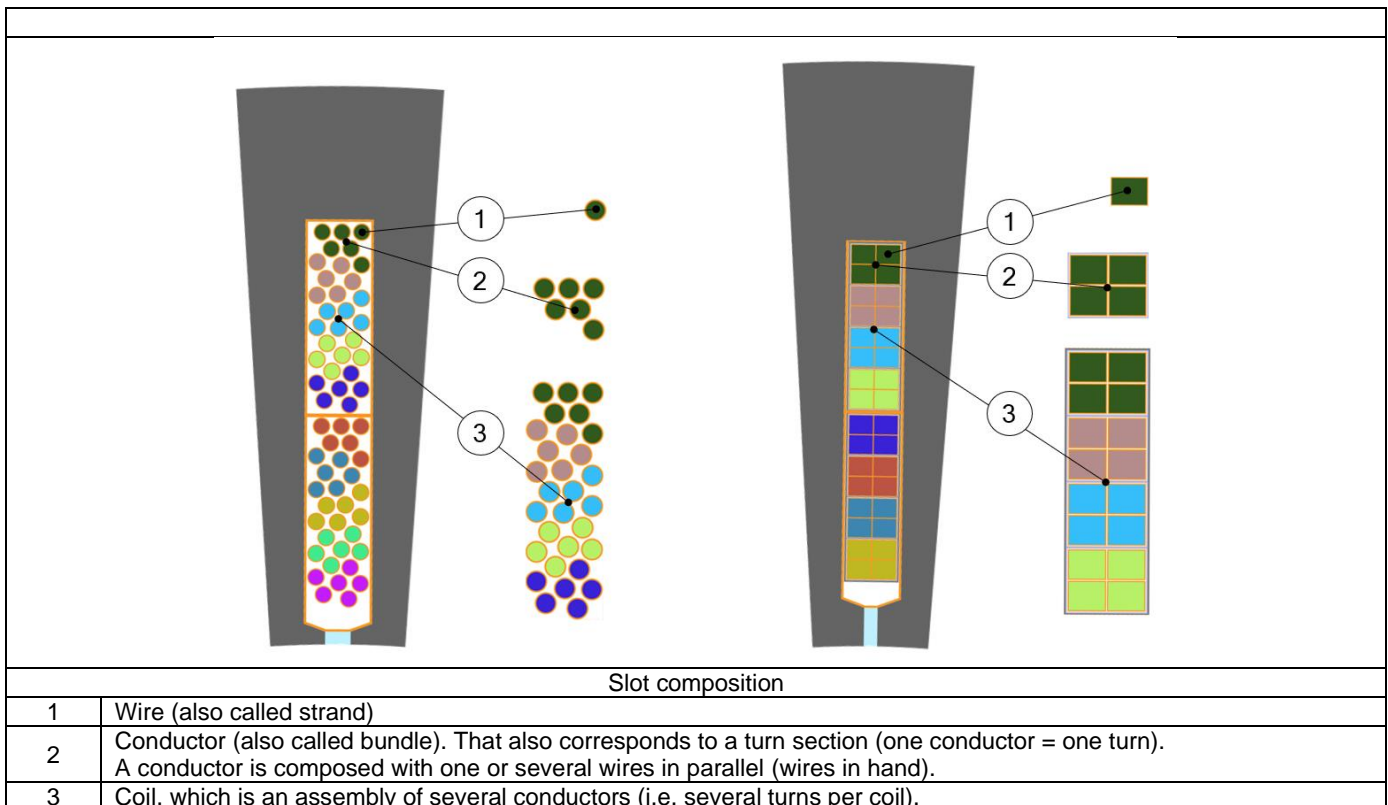 1
2
3
1
2
3
Slot composition
1 Wire (also called strand)
2 Conductor (also called bundle). That also corresponds to a turn section (one conductor = one turn).
A conductor is composed with one or several wires in parallel (wires in hand).
3 Coil, which is an assembly of several conductors (i.e. several turns per coil).